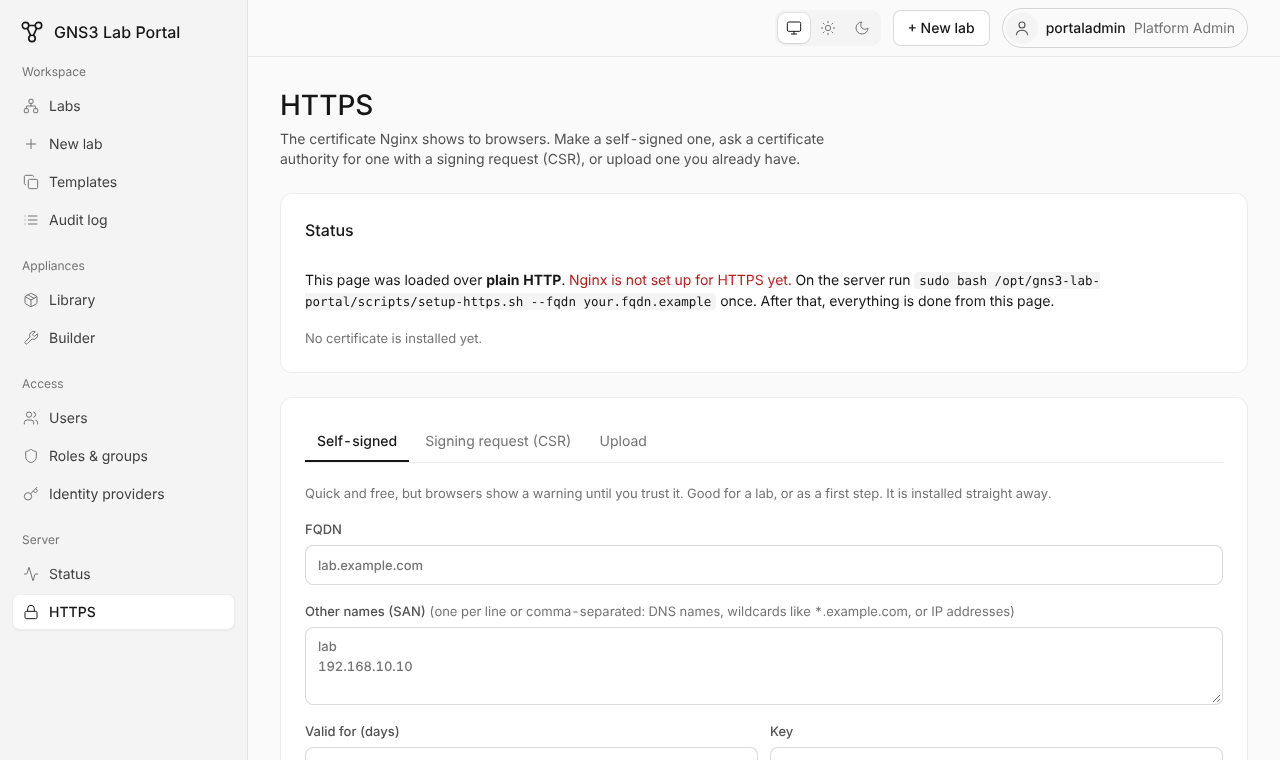 GNS3 Lab Portal
Workspace
Labs
New lab
Templates
Audit log
Appliances
Library
Builder
Access
Users
Roles & groups
Identity providers
Server
Status
HTTPS
+ New lab
portaladmin Platform Admin
HTTPS
The certificate Nginx shows to browsers. Make a self-signed one, ask a certificate
authority for one with a signing request (CSR), or upload one you already have.
Status
This page was loaded over plain HTTP. Nginx is not set up for HTTPS yet. On the server run sudo bash /opt/gns3-lab-
portal/scripts/setup-https.sh --fqdn your.fqdn.example once. After that, everything is done from this page.
No certificate is installed yet.
Self-signed Signing request (CSR) Upload
Quick and free, but browsers show a warning until you trust it. Good for a lab, or as a first step. It is installed straight away.
FQDN
lab.example.com
Other names (SAN) (one per line or comma-separated: DNS names, wildcards like *.example.com, or IP addresses)
lab
192.168.10.10
Valid for (days) Key